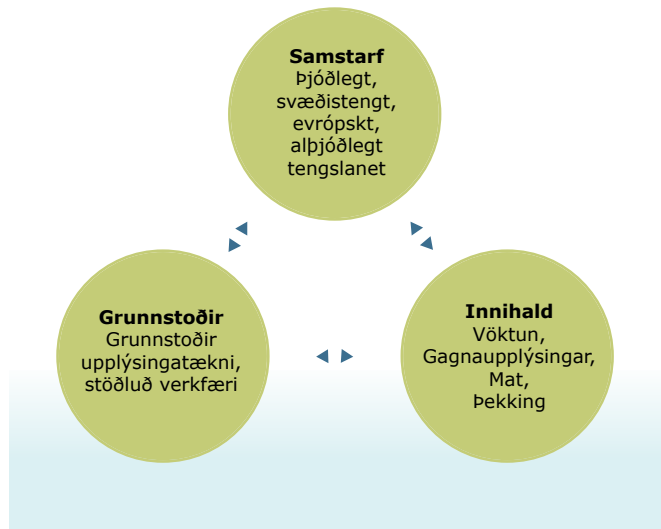 Samstarf
Þjóðlegt,
svæðistengt,
evrópskt,
alþjóðlegt
tengslanet
Grunnstoðir
Grunnstoðir
upplýsingatækni,
stöðluð verkfæri
Innihald
Vöktun,
Gagnaupplýsingar,
Mat,
Þekking